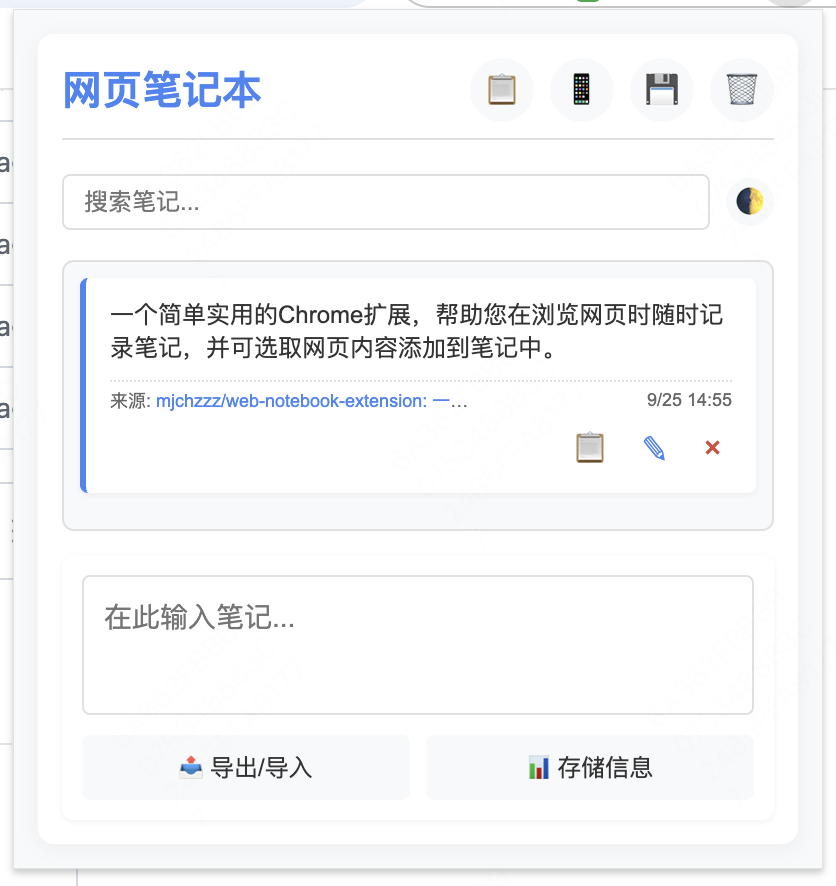 网页笔记本
搜索笔记...
一个简单实用的Chrome扩展，帮助您在浏览网页时随时记
录笔记，并可选取网页内容添加到笔记中。
来源: mjchzzz/web-notebook-extension: 一…
9/25 14:55
在此输入笔记...
导出/导入
存储信息